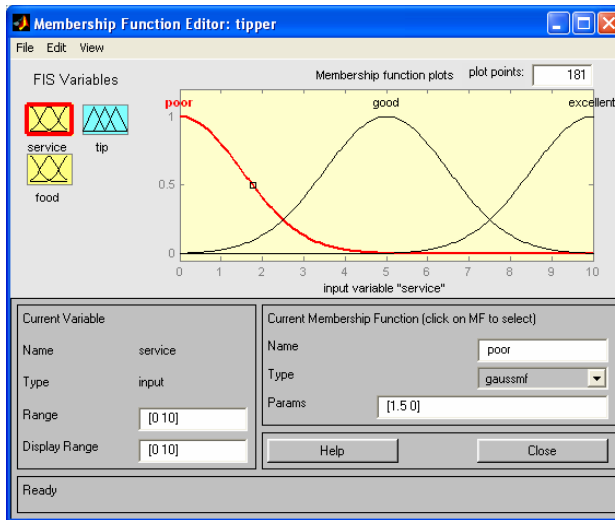 Membership Function Editor: tipper
File Edit View
FIS Variables
Membership function plots plot points: 181
service tip
food
poor good excellent
1
0.5
0
0 1 2 3 4 5 6 7 8 9 10
input variable "service"
Current Variable
Name service
Type input
Range [0 10]
Display Range [0 10]
Current Membership Function (click on MF to select)
Name poor
Type gaussmf
Params [1.5 0]
Help Close
Ready